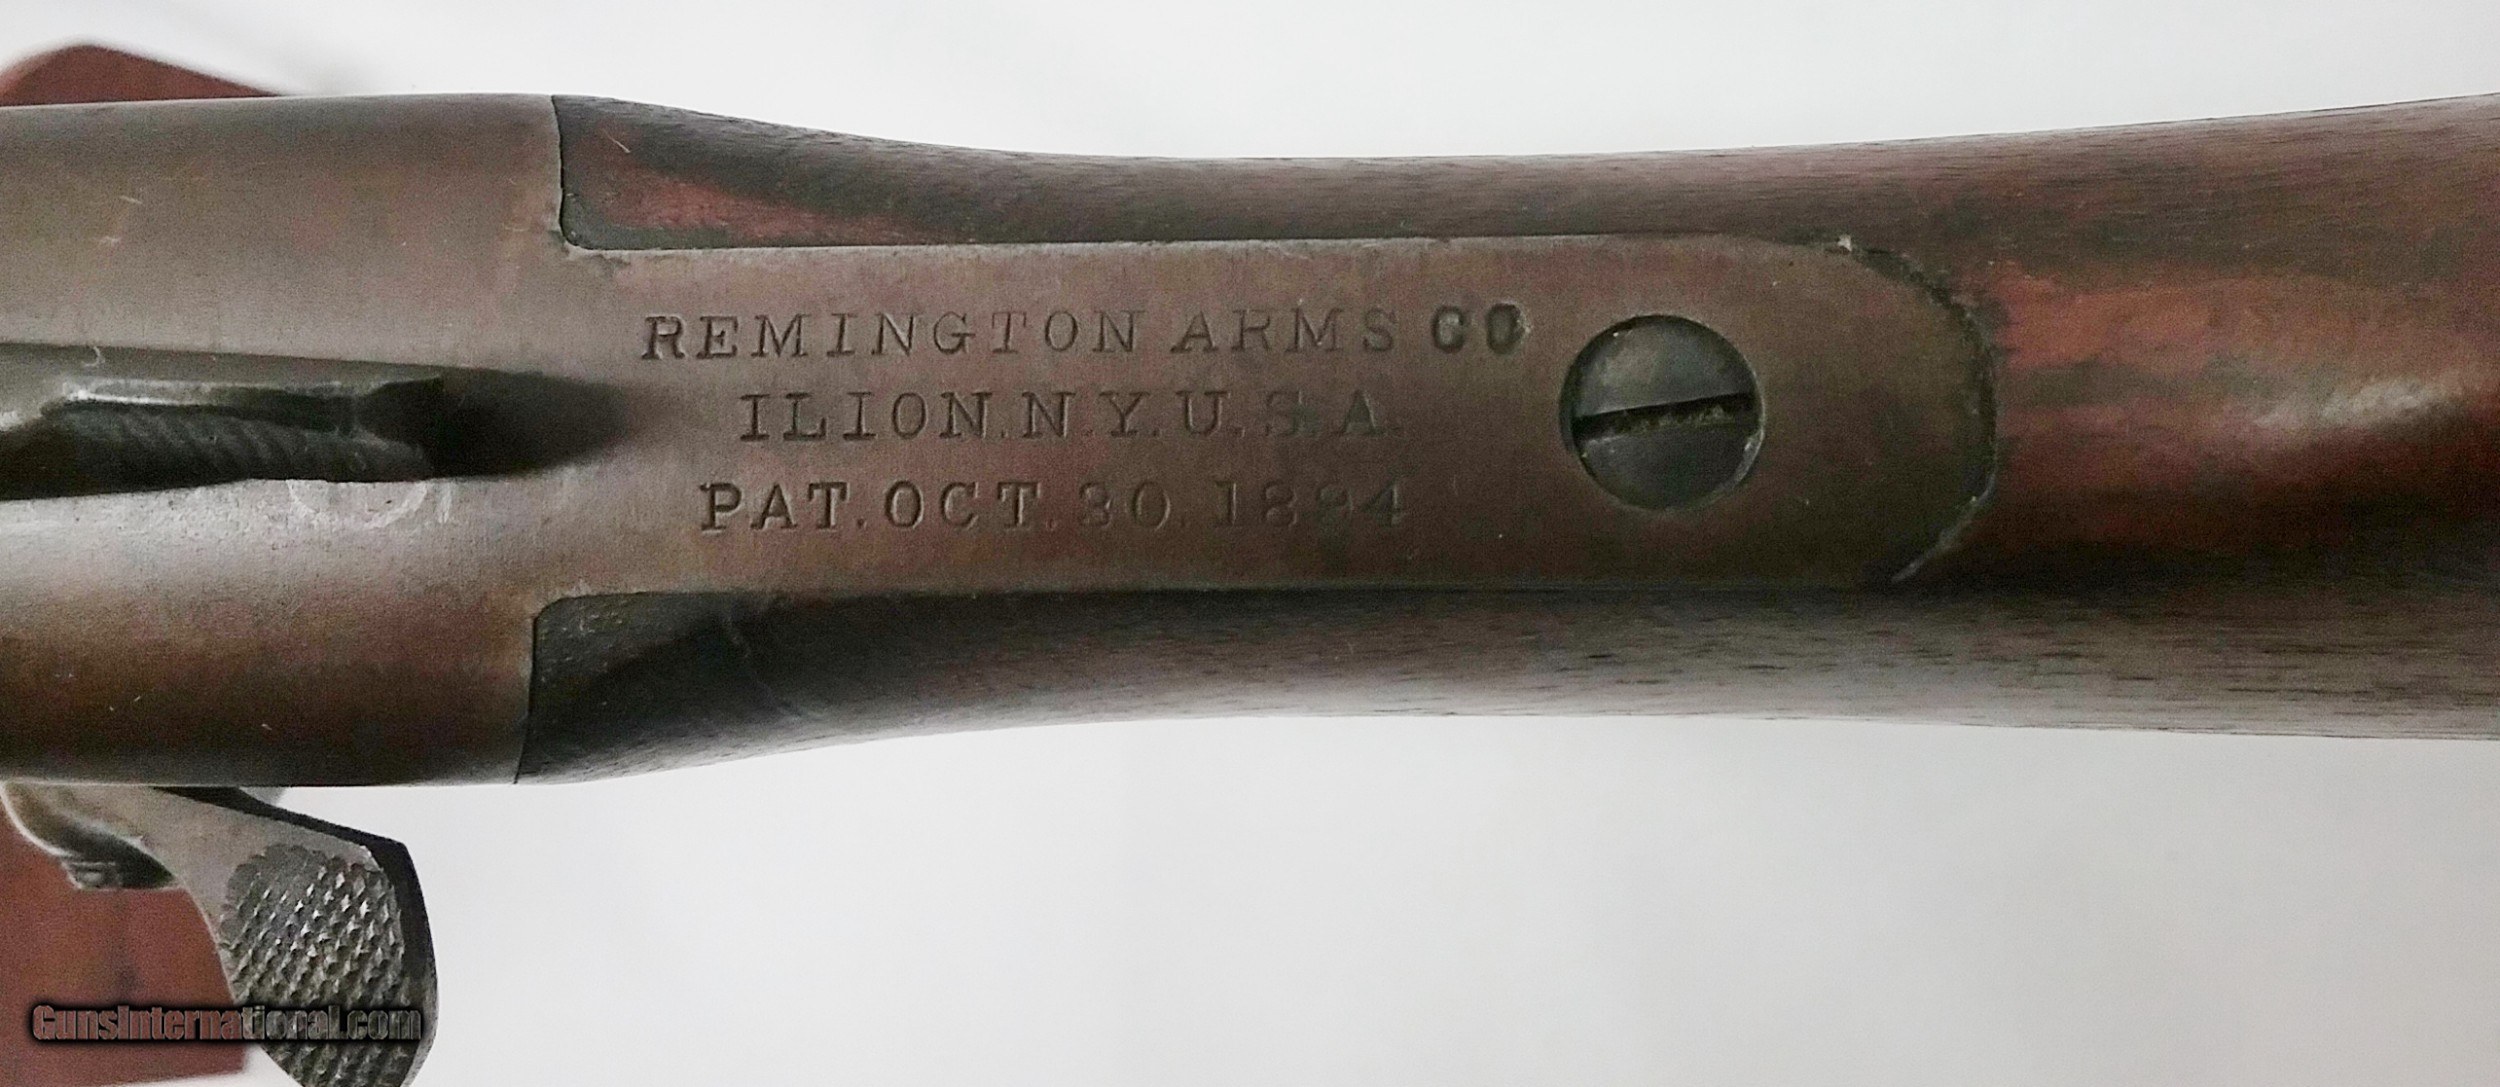 REMINGTON ARMS CO
ILION.N.Y.U.S.A.
PAT.OCT.30.1894
GunsInternational.com